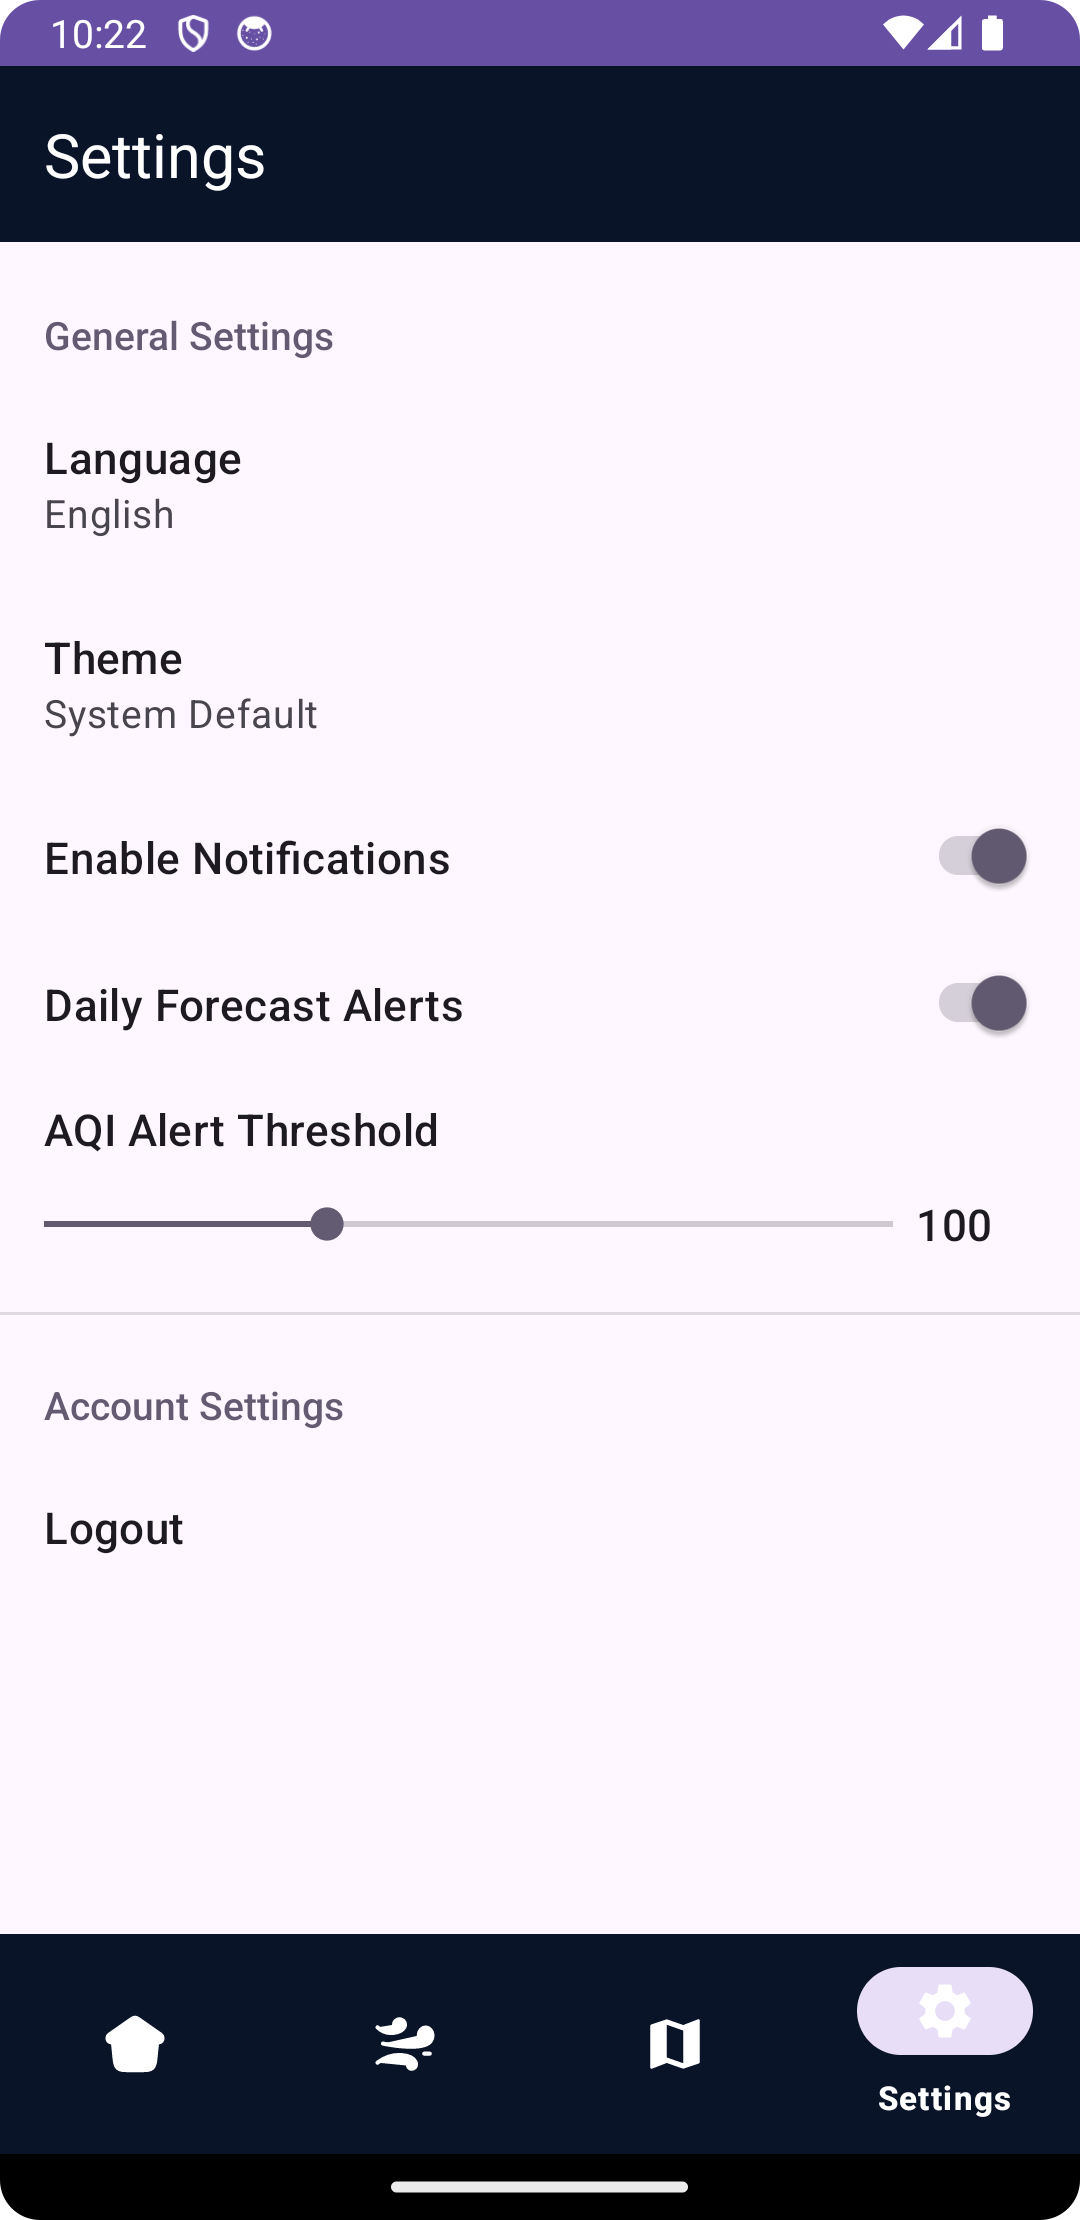 10:22
Settings
General Settings
Language
English
Theme
System Default
Enable Notifications
Daily Forecast Alerts
AQI Alert Threshold
100
Account Settings
Logout
Settings